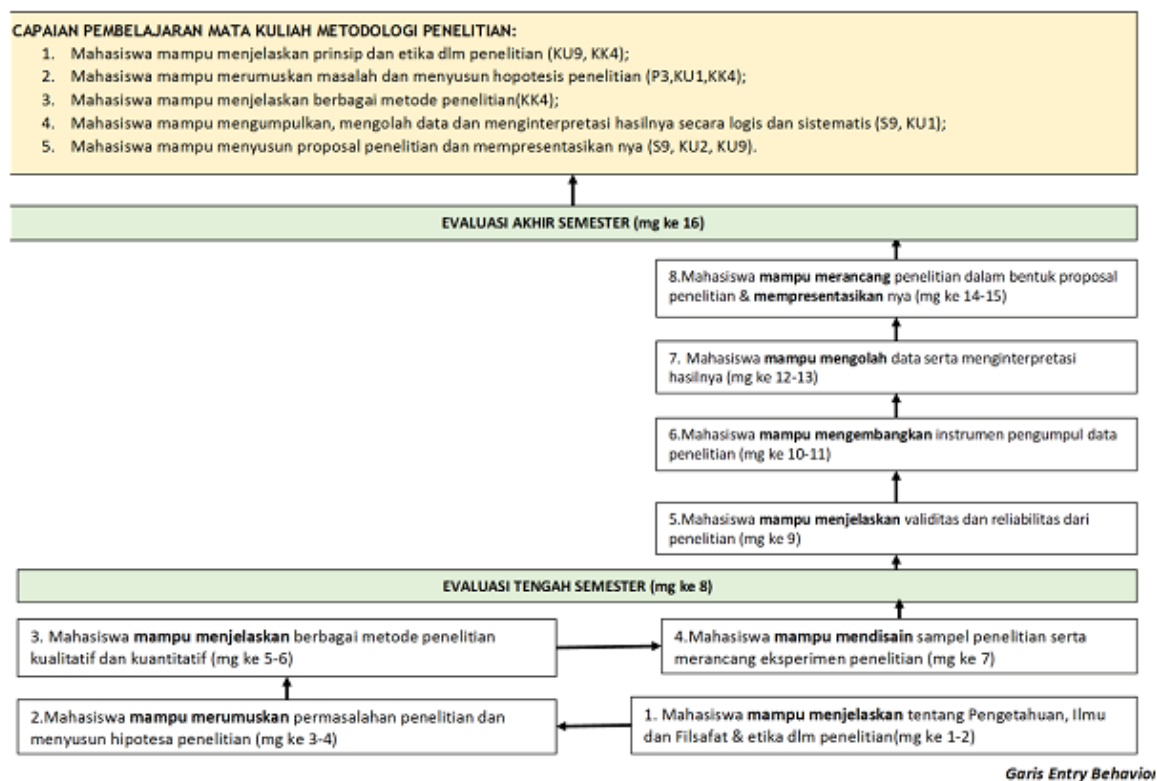 CAPAIAN PEMBELAJARAN MATA KULIAH METODOLOGI PENELITIAN:
1. Mahasiswa mampu menjelaskan prinsip dan etika dlm penelitian (KU9, KK4);
2. Mahasiswa mampu merumuskan masalah dan menyusun hopotesis penelitian (P3,KU1,KK4);
3. Mahasiswa mampu menjelaskan berbagai metode penelitian(KK4);
4. Mahasiswa mampu mengumpulkan, mengolah data dan menginterpretasi hasilnya secara logis dan sistematis (S9, KU1);
5. Mahasiswa mampu menyusun proposal penelitian dan mempresentasikan nya (S9, KU2, KU9).
EVALUASI AKHIR SEMESTER (mg ke 16)
8.Mahasiswa mampu merancang penelitian dalam bentuk proposal
penelitian & mempresentasikan nya (mg ke 14-15)
7. Mahasiswa mampu mengolah data serta menginterpretasi
hasilnya (mg ke 12-13)
6.Mahasiswa mampu mengembangkan instrumen pengumpul data
penelitian (mg ke 10-11)
5.Mahasiswa mampu menjelaskan validitas dan reliabilitas dari
penelitian (mg ke 9)
EVALUASI TENGAH SEMESTER (mg ke 8)
3. Mahasiswa mampu menjelaskan berbagai metode penelitian
kualitatif dan kuantitatif (mg ke 5-6)
4.Mahasiswa mampu mendisain sampel penelitian serta
merancang eksperimen penelitian (mg ke 7)
2.Mahasiswa mampu merumuskan permasalahan penelitian dan
menyusun hipotesa penelitian (mg ke 3-4)
1. Mahasiswa mampu menjelaskan tentang Pengetahuan, Ilmu
dan Filsafat & etika dlm penelitian(mg ke 1-2)
Garis Entry Behavior